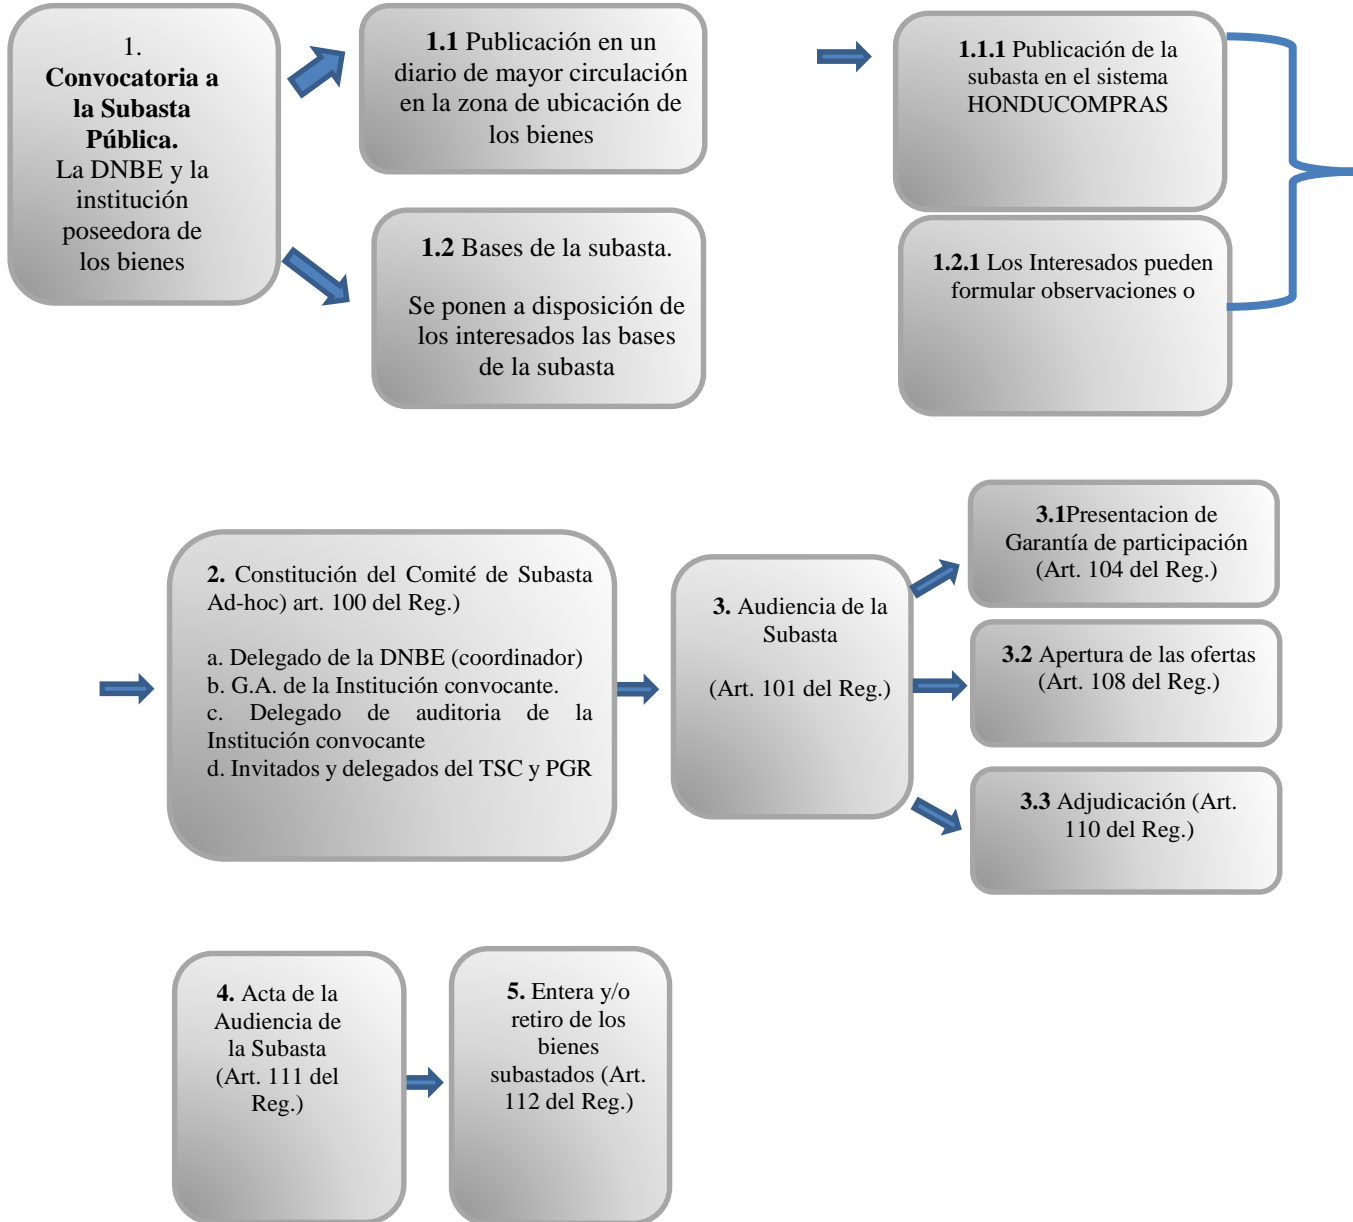 1.
Convocatoria a
la Subasta
Pública.
La DNBE y la
institución
poseedora de
los bienes
1.1 Publicación en un
diario de mayor circulación
en la zona de ubicación de
los bienes
1.2 Bases de la subasta.
Se ponen a disposición de
los interesados las bases
de la subasta
1.1.1 Publicación de la
subasta en el sistema
HONDUCOMPRAS
1.2.1 Los Interesados pueden
formular observaciones o
2. Constitución del Comité de Subasta
Ad-hoc) art. 100 del Reg.)
a. Delegado de la DNBE (coordinador)
b. G.A. de la Institución convocante.
c. Delegado de auditoria de la
Institución convocante
d. Invitados y delegados del TSC y PGR
3. Audiencia de la
Subasta
(Art. 101 del Reg.)
3.1Presentacion de
Garantía de participación
(Art. 104 del Reg.)
3.2 Apertura de las ofertas
(Art. 108 del Reg.)
3.3 Adjudicación (Art.
110 del Reg.)
4. Acta de la
Audiencia de
la Subasta
(Art. 111 del
Reg.)
5. Entera y/o
retiro de los
bienes
subastados (Art.
112 del Reg.)